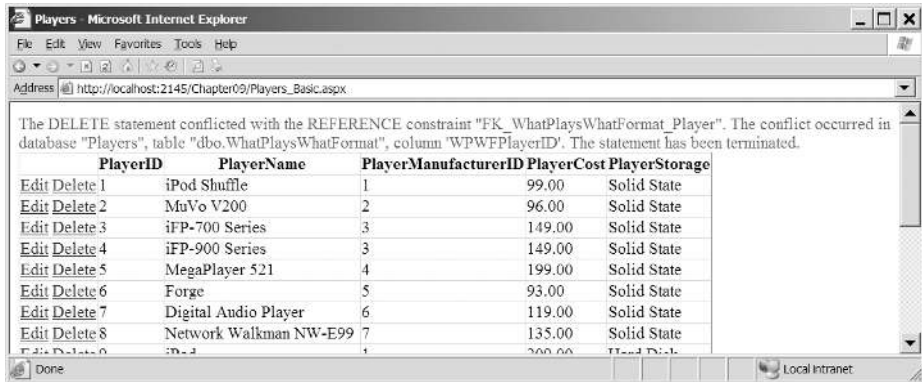 Players - Microsoft Internet Explorer
File Edit View Favorites Tools Help
Address http://localhost:2145/Chapter09/Players_Basic.aspx
The DELETE statement conflicted with the REFERENCE constraint "FK_WhatPlaysWhatFormat_Player". The conflict occurred in
database "Players", table "dbo.WhatPlaysWhatFormat", column 'WPWFPlayerID'. The statement has been terminated.
PlayerID PlayerName PlayerManufacturerID PlayerCost PlayerStorage
Edit Delete 1 iPod Shuffle 1 99.00 Solid State
Edit Delete 2 MuVo V200 2 96.00 Solid State
Edit Delete 3 iFP-700 Series 3 149.00 Solid State
Edit Delete 4 iFP-900 Series 3 149.00 Solid State
Edit Delete 5 MegaPlayer 521 4 199.00 Solid State
Edit Delete 6 Forge 5 93.00 Solid State
Edit Delete 7 Digital Audio Player 6 119.00 Solid State
Edit Delete 8 Network Walkman NW-E99 7 135.00 Solid State
Edit Delete 9 iPod 1 Hard Disk
Done Local intranet